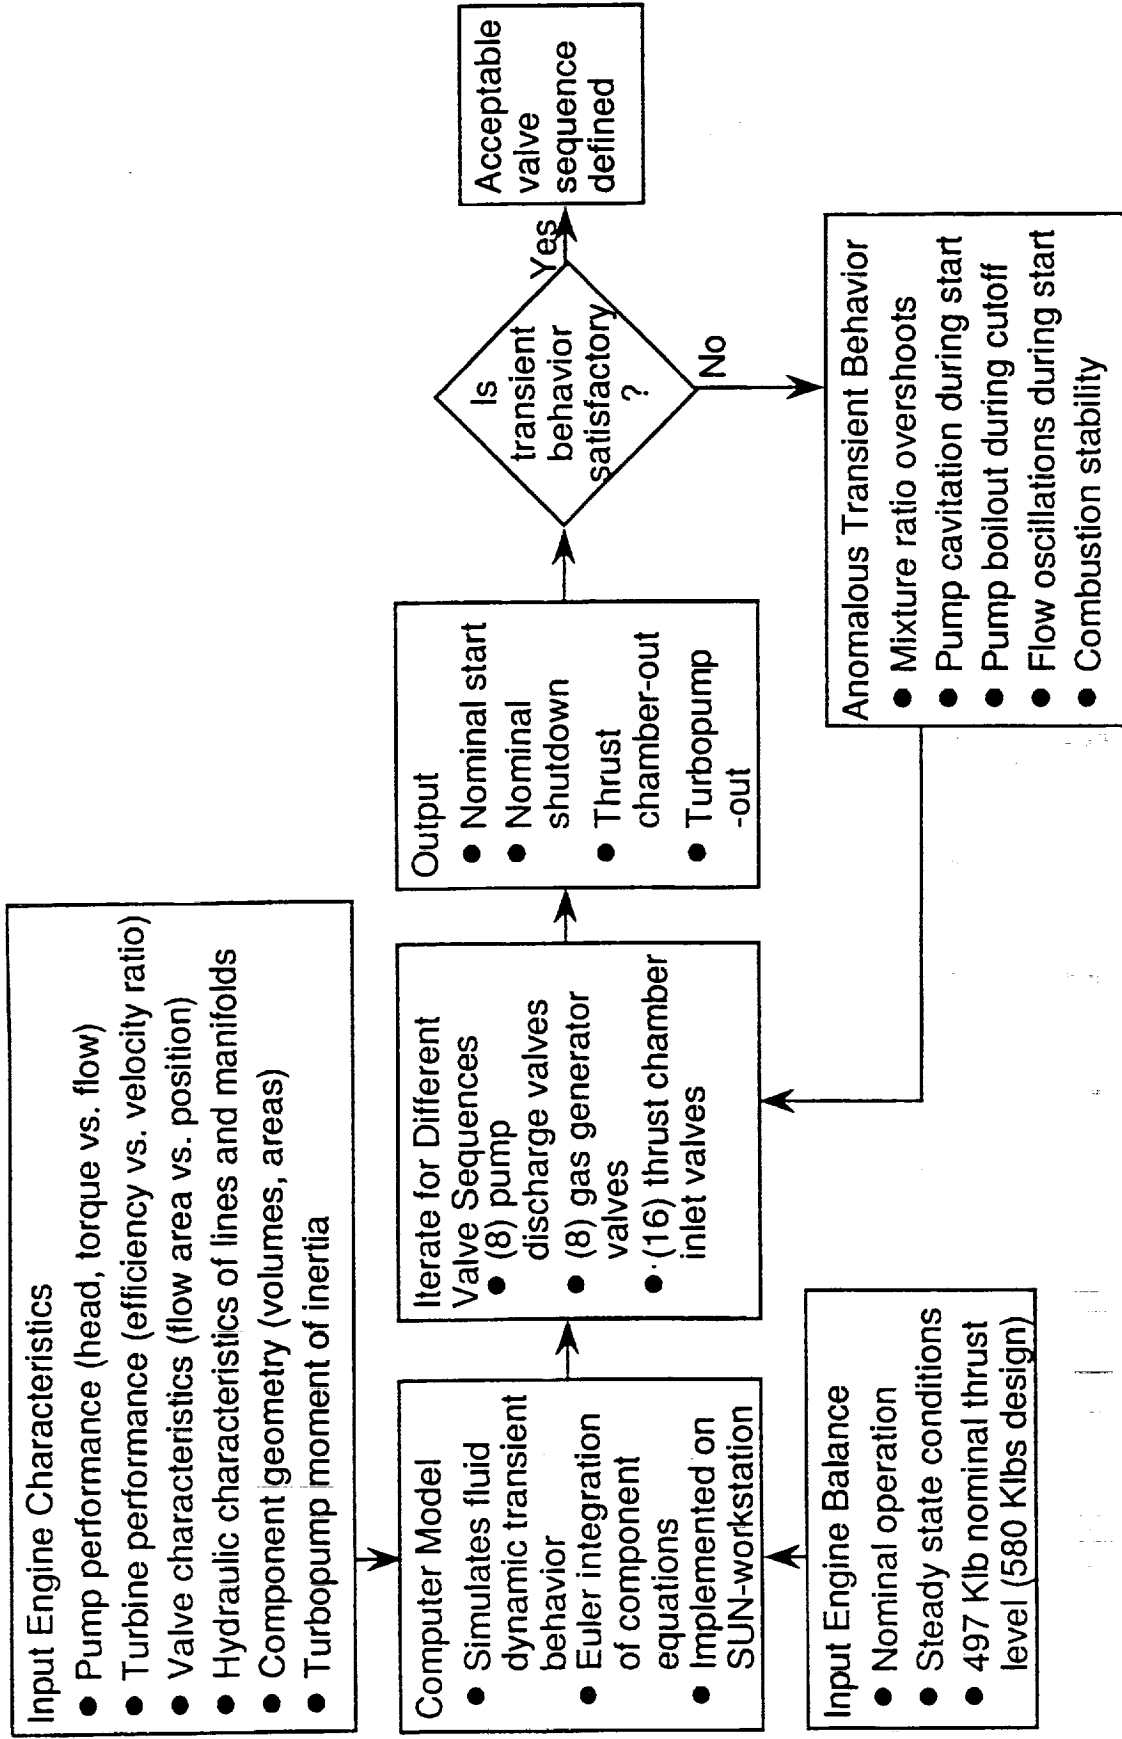 Input Engine Characteristics
● Pump performance (head, torque vs. flow)
● Turbine performance (efficiency vs. velocity ratio)
● Valve characteristics (flow area vs. position)
● Hydraulic characteristics of lines and manifolds
● Component geometry (volumes, areas)
● Turbopump moment of inertia
Computer Model
● Simulates fluid
dynamic transient
behavior
● Euler integration
of component
equations
● Implemented on
SUN-workstation
Input Engine Balance
● Nominal operation
● Steady state conditions
● 497 Klb nominal thrust
level (580 Klbs design)
Iterate for Different
Valve Sequences
● (8) pump
discharge valves
● (8) gas generator
valves
● (16) thrust chamber
inlet valves
Output
● Nominal start
● Nominal
shutdown
● Thrust
chamber-out
● Turbopump
-out
Is
transient
behavior
satisfactory
?
Yes
No
Acceptable
valve
sequence
defined
Anomalous Transient Behavior
● Mixture ratio overshoots
● Pump cavitation during start
● Pump boilout during cutoff
● Flow oscillations during start
● Combustion stability